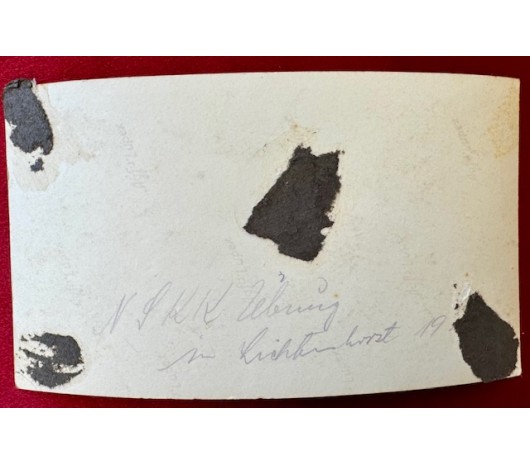 NSKK Übung
in Lichtenhorst 19